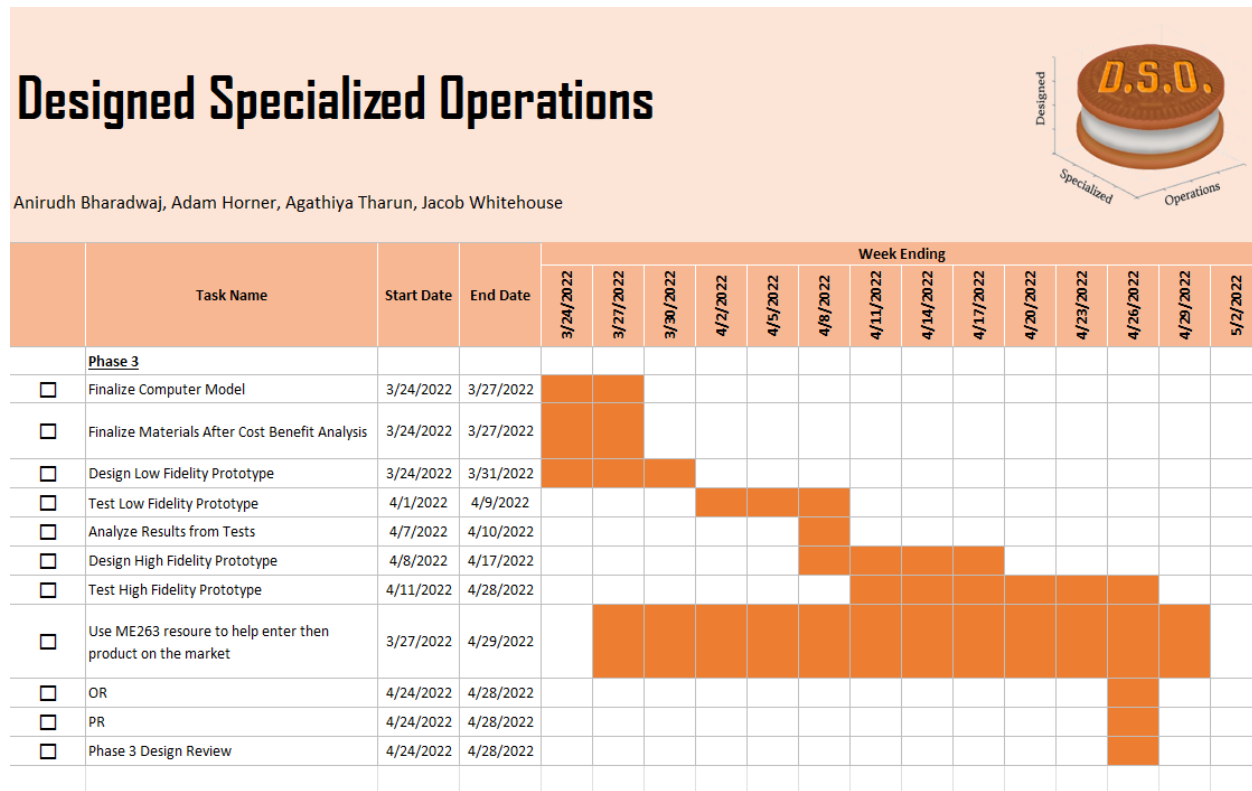 Designed Specialized Operations
D.S.O.
Designed
Specialized
Operations
Anirudh Bharadwaj, Adam Horner, Agathiya Tharun, Jacob Whitehouse
Task Name Start Date End Date Week Ending
3/24/2022 3/27/2022 3/30/2022 4/2/2022 4/5/2022 4/8/2022 4/11/2022 4/14/2022 4/17/2022 4/20/2022 4/23/2022 4/26/2022 4/29/2022 5/2/2022
Phase 3
Finalize Computer Model 3/24/2022 3/27/2022
Finalize Materials After Cost Benefit Analysis 3/24/2022 3/27/2022
Design Low Fidelity Prototype 3/24/2022 3/31/2022
Test Low Fidelity Prototype 4/1/2022 4/9/2022
Analyze Results from Tests 4/7/2022 4/10/2022
Design High Fidelity Prototype 4/8/2022 4/17/2022
Test High Fidelity Prototype 4/11/2022 4/28/2022
Use ME263 resoure to help enter then
product on the market 3/27/2022 4/29/2022
OR 4/24/2022 4/28/2022
PR 4/24/2022 4/28/2022
Phase 3 Design Review 4/24/2022 4/28/2022